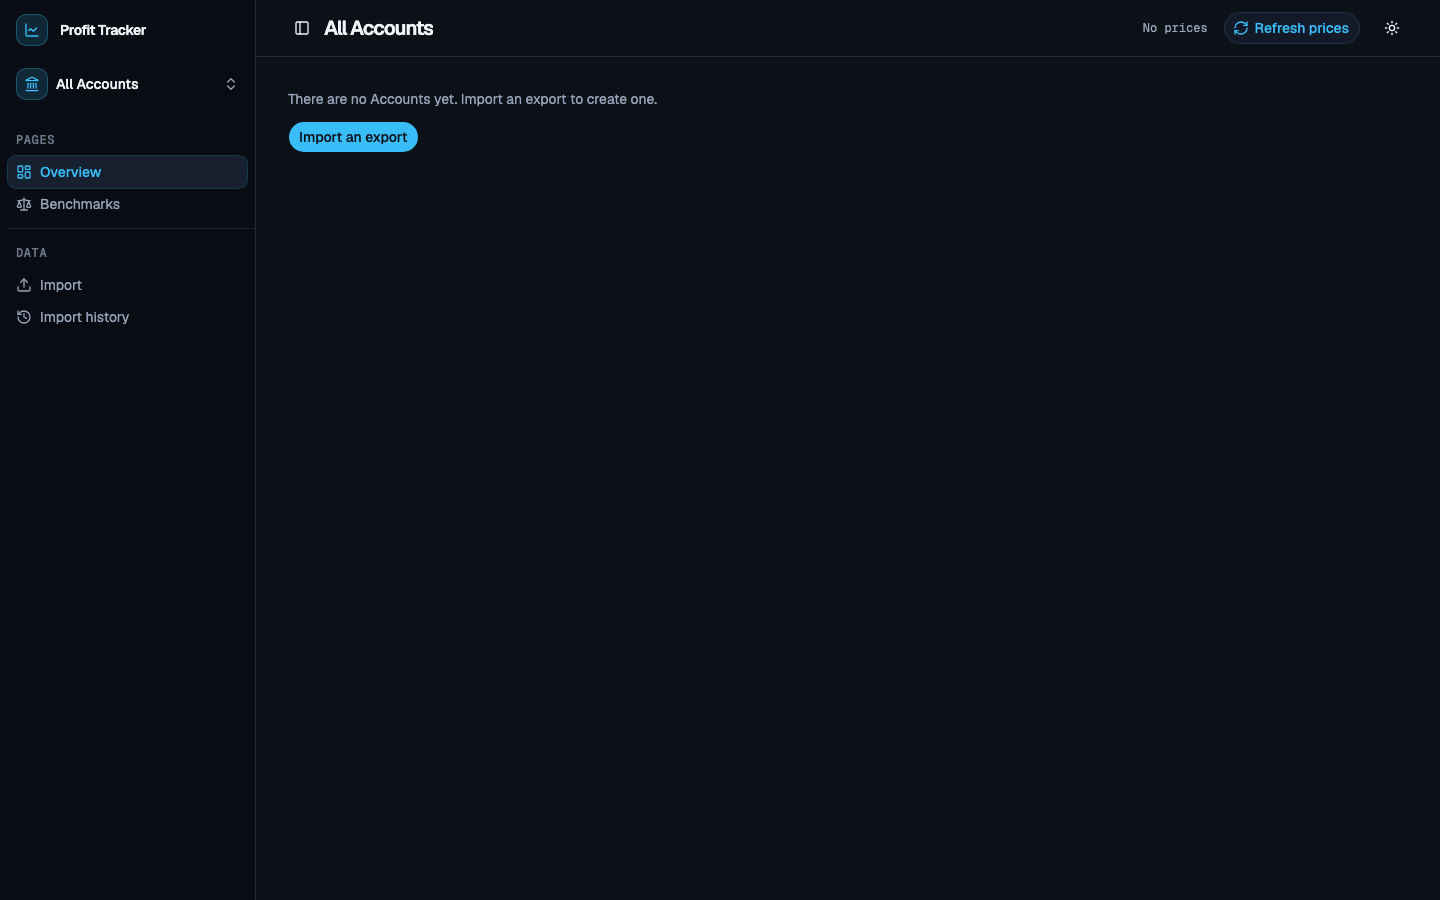 Profit Tracker
All Accounts
PAGES
Overview
Benchmarks
DATA
Import
Import history
All Accounts
No prices
Refresh prices
There are no Accounts yet. Import an export to create one.
Import an export